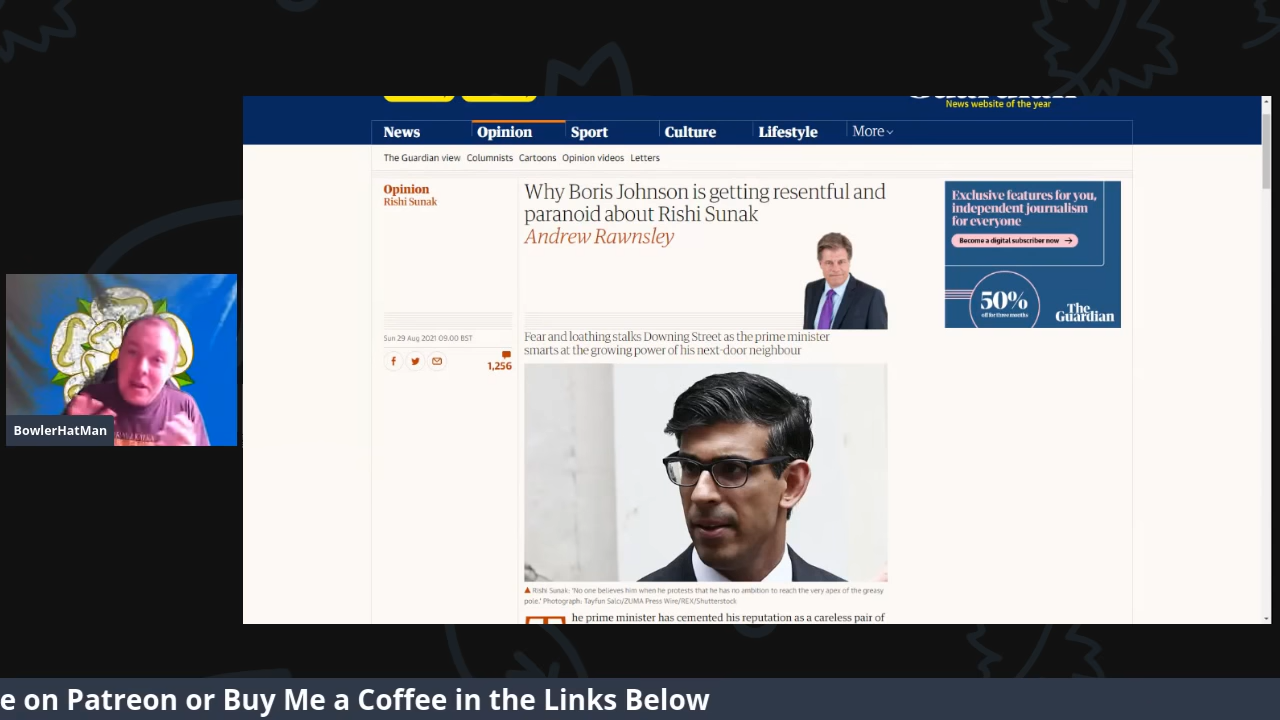 News website of the year
News
Opinion
Sport
Culture
Lifestyle
More
The Guardian view
Columnists
Cartoons
Opinion videos
Letters
Opinion
Rishi Sunak
Why Boris Johnson is getting resentful and
paranoid about Rishi Sunak
Andrew Rawnsley
Fear and loathing stalks Downing Street as the prime minister
smarts at the growing power of his next-door neighbour
Sun 29 Aug 2021 09.00 BST
1,256
Exclusive features for you,
independent journalism
for everyone
Become a digital subscriber now
50%
off for three months
The
Guardian
Rishi Sunak: 'No one believes him when he protests that he has no ambition to reach the very apex of the greasy
pole.' Photograph: Tayfun Salcı/ZUMA Press Wire/REX/Shutterstock
he prime minister has cemented his reputation as a careless pair of
BowlerHatMan
e on Patreon or Buy Me a Coffee in the Links Below